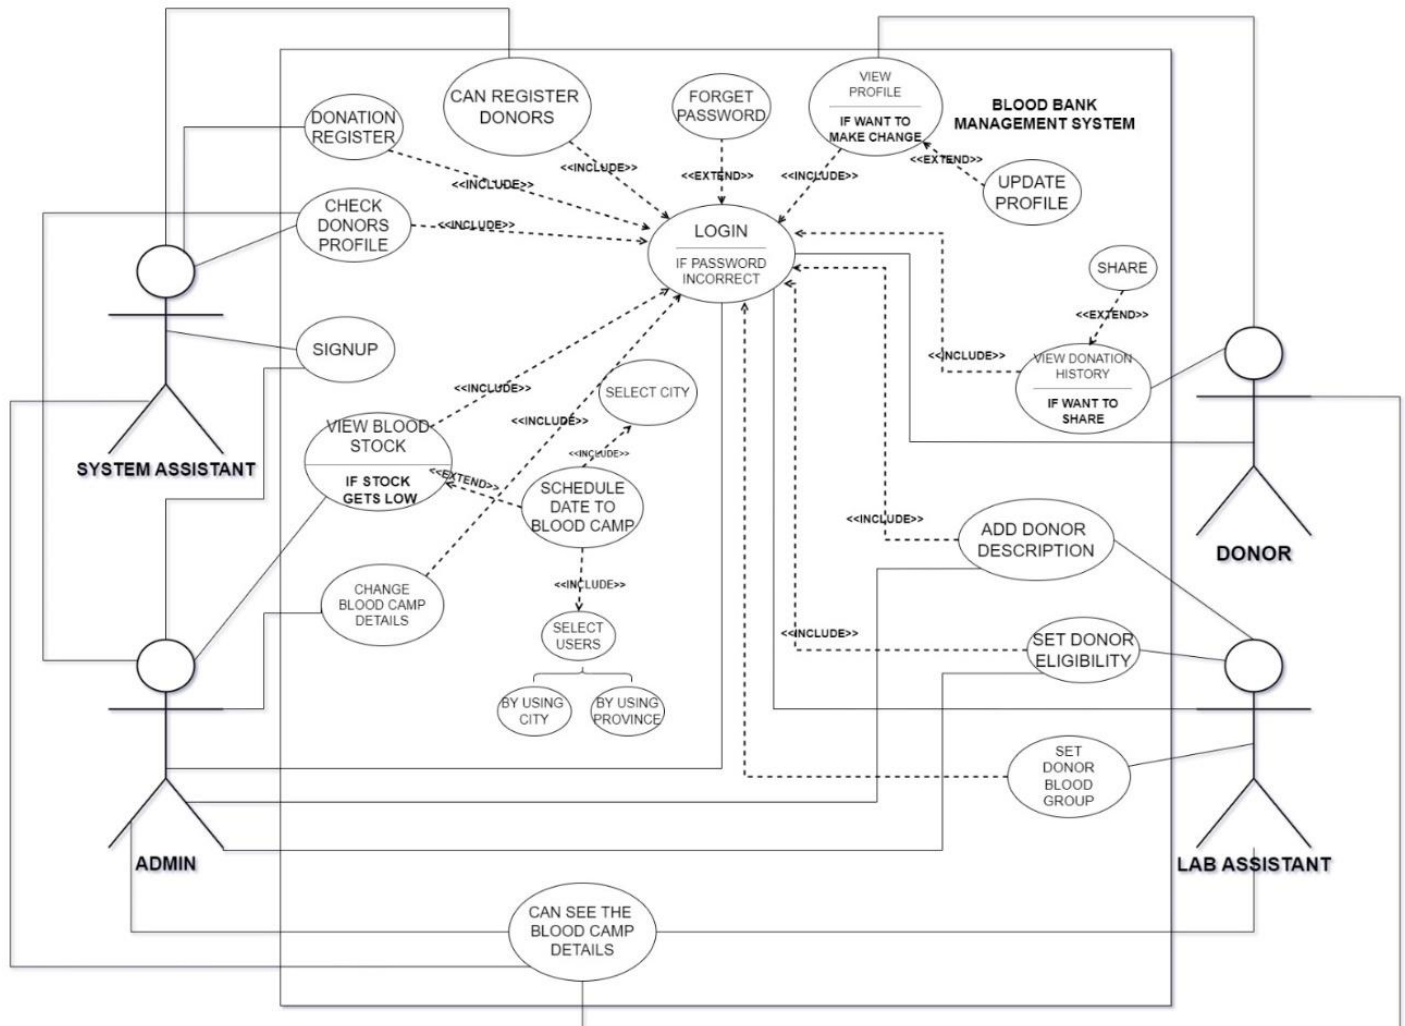 CAN REGISTER
DONORS
FORGET
PASSWORD
VIEW
PROFILE
IF WANT TO
MAKE CHANGE
BLOOD BANK
MANAGEMENT SYSTEM
DONATION
REGISTER
<<INCLUDE>>
<<INCLUDE>>
<<EXTEND>>
<<INCLUDE>>
<<EXTEND>>
UPDATE
PROFILE
CHECK
DONORS
PROFILE
<<INCLUDE>>
LOGIN
IF PASSWORD
INCORRECT
SHARE
<<EXTEND>>
SIGNUP
<<INCLUDE>>
VIEW DONATION
HISTORY
IF WANT TO
SHARE
<<INCLUDE>>
SELECT CITY
<<INCLUDE>>
VIEW BLOOD
STOCK
IF STOCK
GETS LOW
<<INCLUDE>>
<<EXTEND>>
SCHEDULE
DATE TO
BLOOD CAMP
SYSTEM ASSISTANT
<<INCLUDE>>
ADD DONOR
DESCRIPTION
DONOR
CHANGE
BLOOD CAMP
DETAILS
<<INCLUDE>>
SELECT
USERS
<<INCLUDE>>
SET DONOR
ELIGIBILITY
BY USING
CITY
BY USING
PROVINCE
SET
DONOR
BLOOD
GROUP
ADMIN
LAB ASSISTANT
CAN SEE THE
BLOOD CAMP
DETAILS